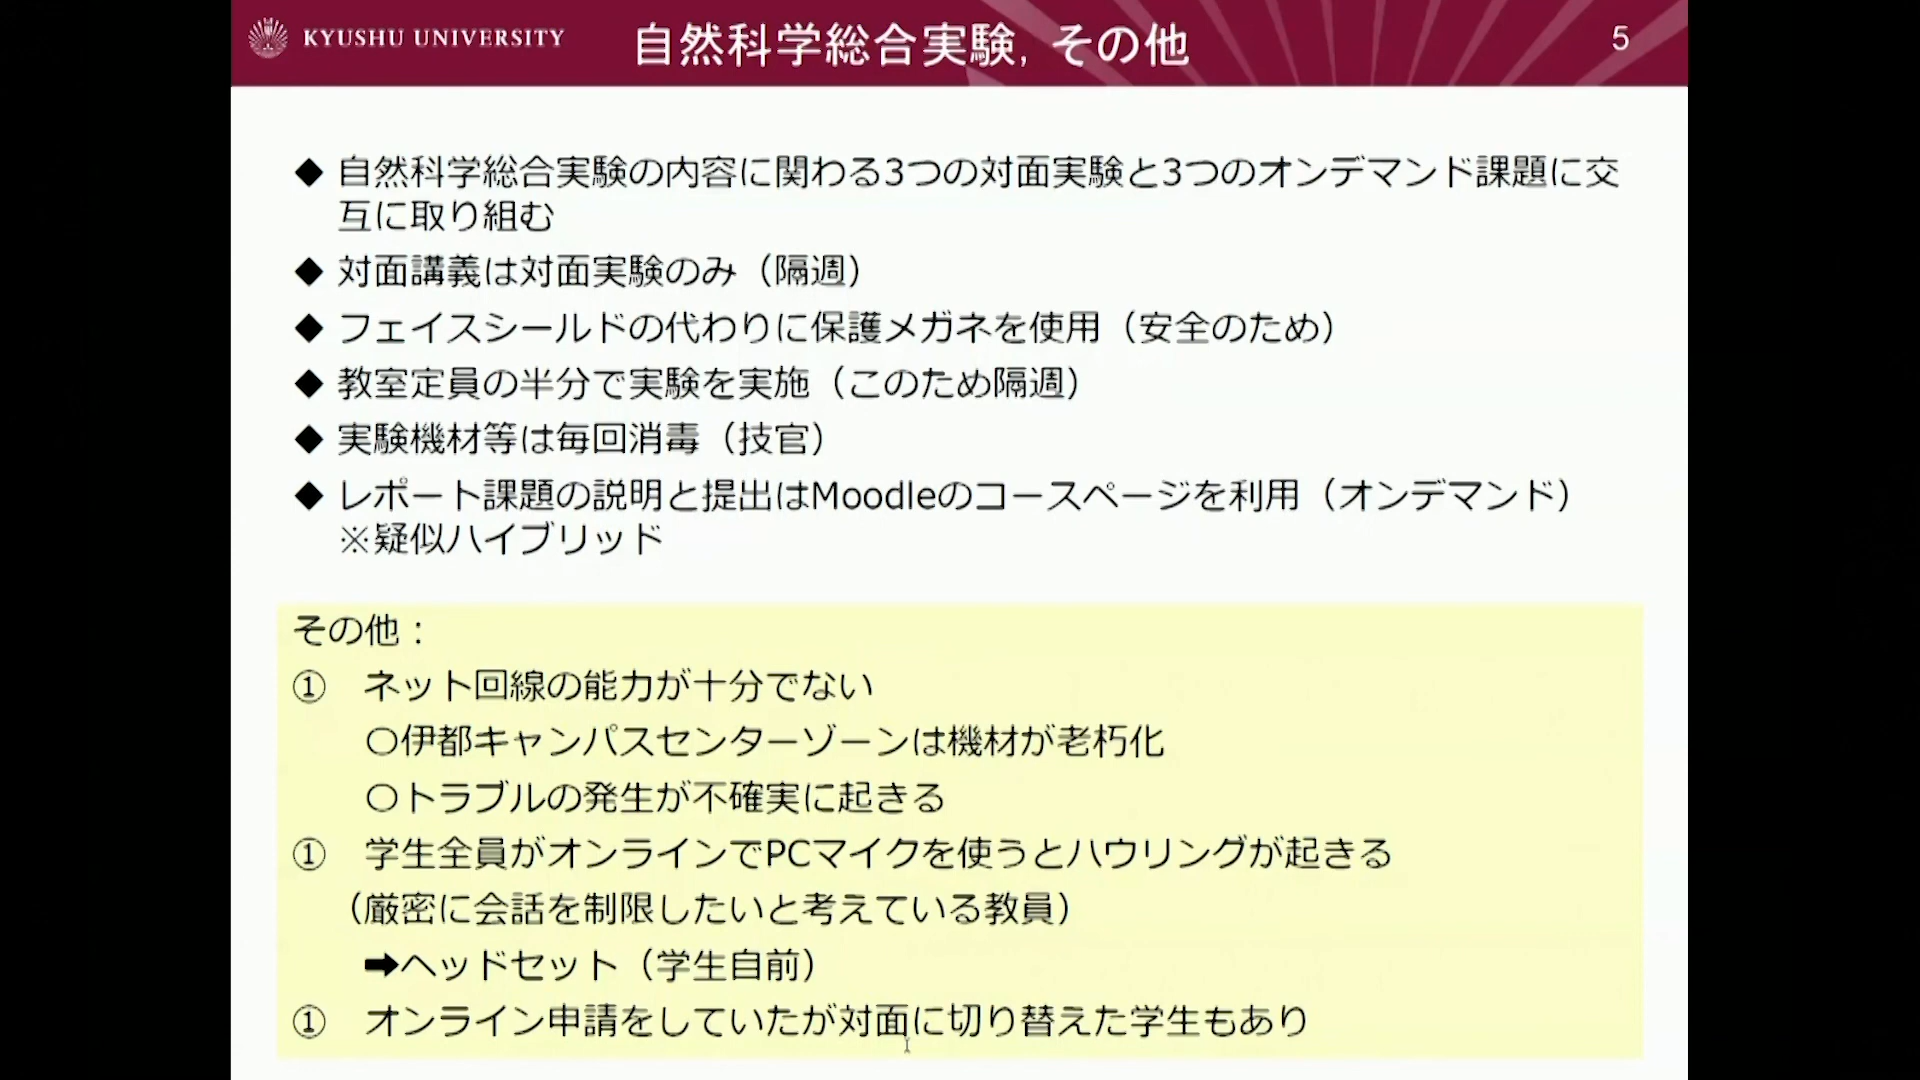 KYUSHU UNIVERSITY
自然科学総合実験, その他
5
◆ 自然科学総合実験の内容に関わる3つの対面実験と3つのオンデマンド課題に交
互に取り組む
◆ 対面講義は対面実験のみ（隔週）
◆ フェイスシールドの代わりに保護メガネを使用（安全のため）
◆ 教室定員の半分で実験を実施（このため隔週）
◆ 実験機材等は毎回消毒（技官）
◆ レポート課題の説明と提出はMoodleのコースページを利用（オンデマンド）
※疑似ハイブリッド
その他：
① ネット回線の能力が十分でない
○伊都キャンパスセンターゾーンは機材が老朽化
○トラブルの発生が不確実に起きる
① 学生全員がオンラインでPCマイクを使うとハウリングが起きる
（厳密に会話を制限したいと考えている教員）
➡ヘッドセット（学生自前）
① オンライン申請をしていたが対面に切り替えた学生もあり